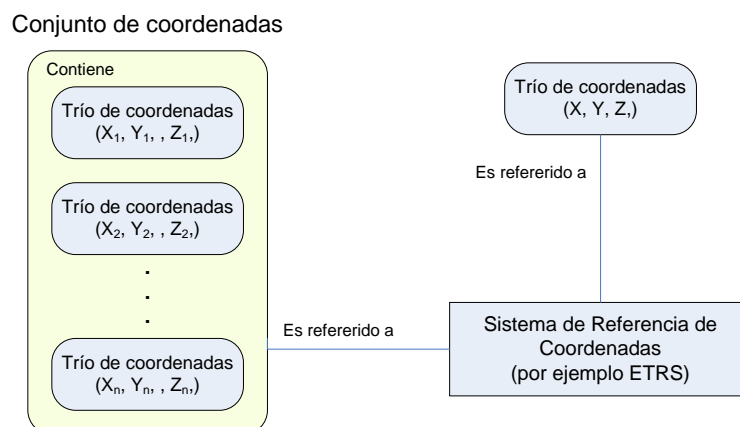 Conjunto de coordenadas
Contiene
Trío de coordenadas
(X₁, Y₁, , Z₁,)
Trío de coordenadas
(X₂, Y₂, , Z₂,)
.
.
.
Trío de coordenadas
(Xₙ, Yₙ, , Zₙ,)
Es refererido a
Trío de coordenadas
(X, Y, Z,)
Es refererido a
Sistema de Referencia de
Coordenadas
(por ejemplo ETRS)